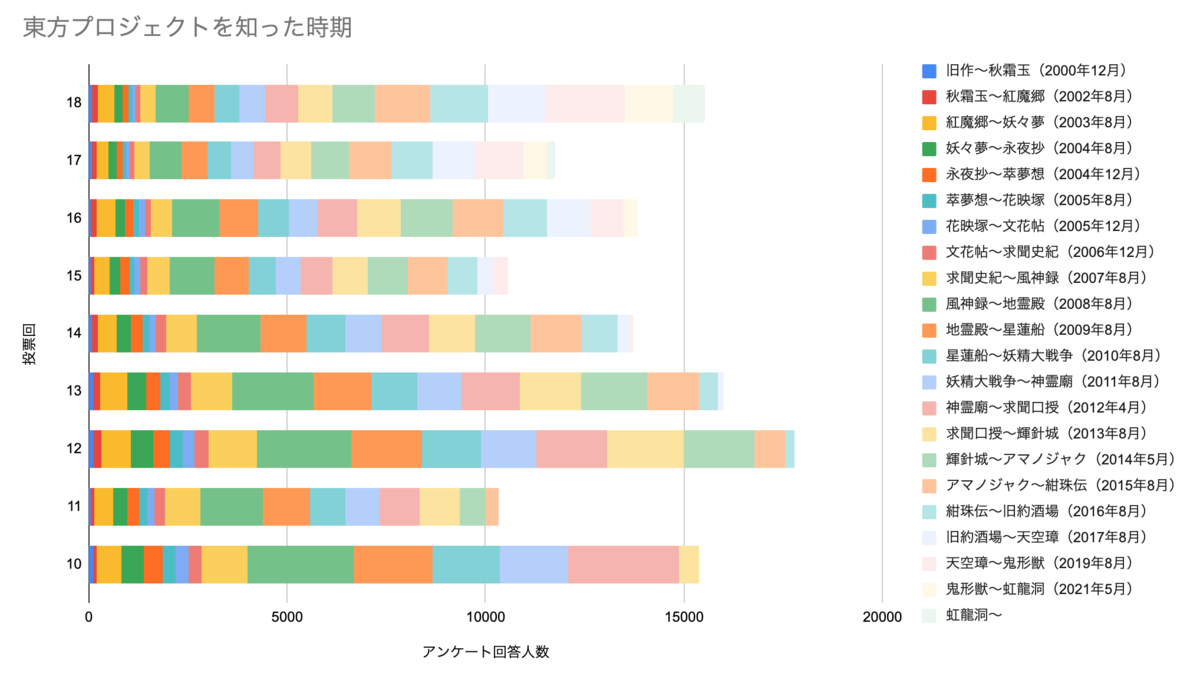 東方プロジェクトを知った時期
投票回
18
17
16
15
14
13
12
11
10
0 5000 10000 15000 20000
アンケート回答人数
旧作〜秋霜玉（2000年12月）
秋霜玉〜紅魔郷（2002年8月）
紅魔郷〜妖々夢（2003年8月）
妖々夢〜永夜抄（2004年8月）
永夜抄〜萃夢想（2004年12月）
萃夢想〜花映塚（2005年8月）
花映塚〜文花帖（2005年12月）
文花帖〜求聞史紀（2006年12月）
求聞史紀〜風神録（2007年8月）
風神録〜地霊殿（2008年8月）
地霊殿〜星蓮船（2009年8月）
星蓮船〜妖精大戦争（2010年8月）
妖精大戦争〜神霊廟（2011年8月）
神霊廟〜求聞口授（2012年4月）
求聞口授〜輝針城（2013年8月）
輝針城〜アマノジャク（2014年5月）
アマノジャク〜紺珠伝（2015年8月）
紺珠伝〜旧約酒場（2016年8月）
旧約酒場〜天空璋（2017年8月）
天空璋〜鬼形獣（2019年8月）
鬼形獣〜虹龍洞（2021年5月）
虹龍洞〜